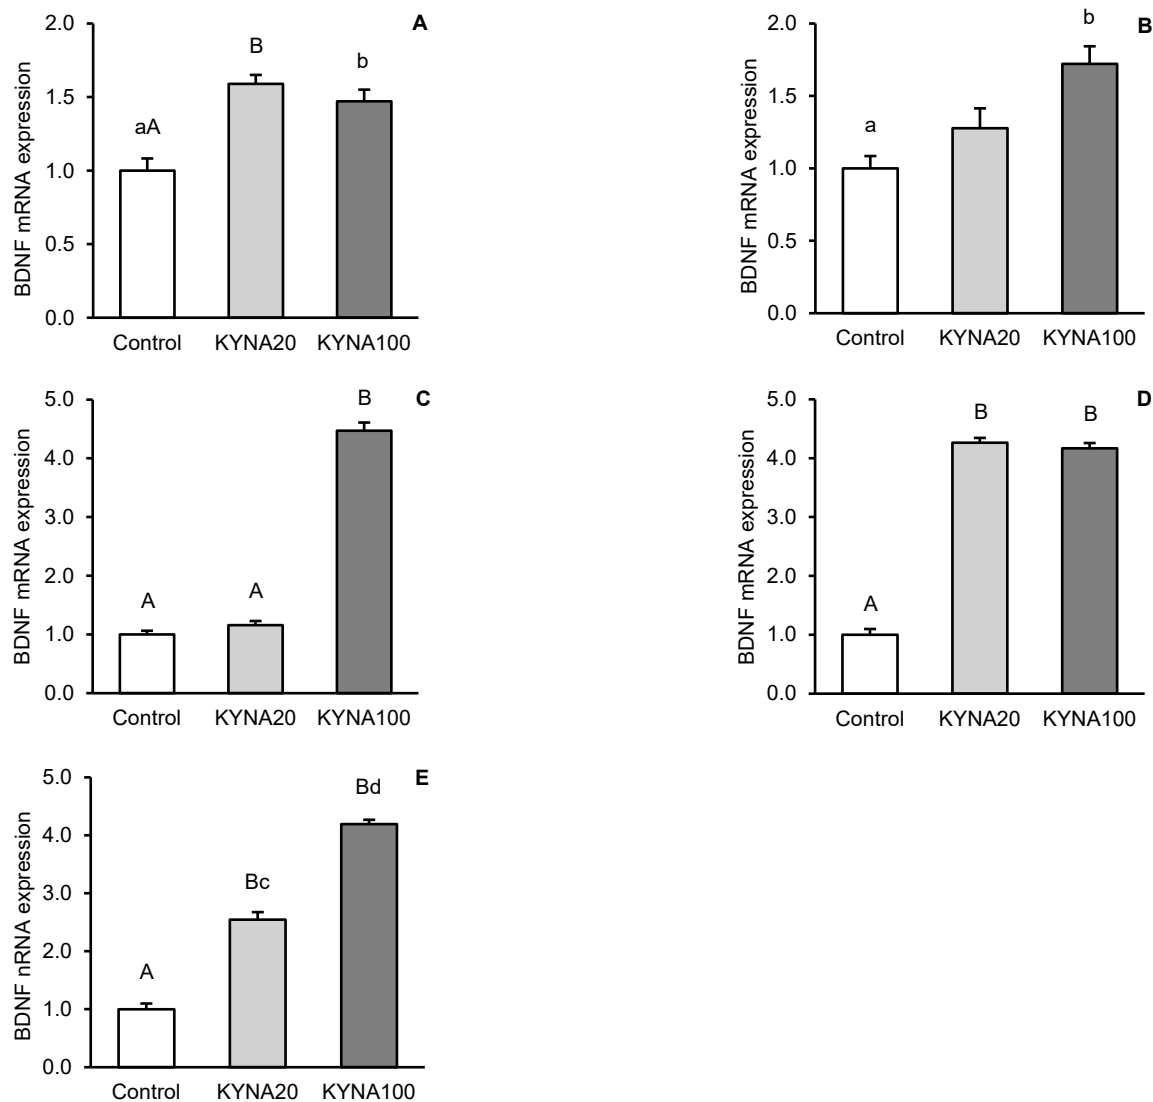 A
BDNF mRNA expression
2.0
1.5
1.0
0.5
0.0
aA
B
b
Control KYNA20 KYNA100
B
BDNF mRNA expression
2.0
1.5
1.0
0.5
0.0
a
b
Control KYNA20 KYNA100
C
BDNF mRNA expression
5.0
4.0
3.0
2.0
1.0
0.0
A
A
B
Control KYNA20 KYNA100
D
BDNF mRNA expression
5.0
4.0
3.0
2.0
1.0
0.0
A
B
B
Control KYNA20 KYNA100
E
BDNF nRNA expression
5.0
4.0
3.0
2.0
1.0
0.0
A
Bc
Bd
Control KYNA20 KYNA100